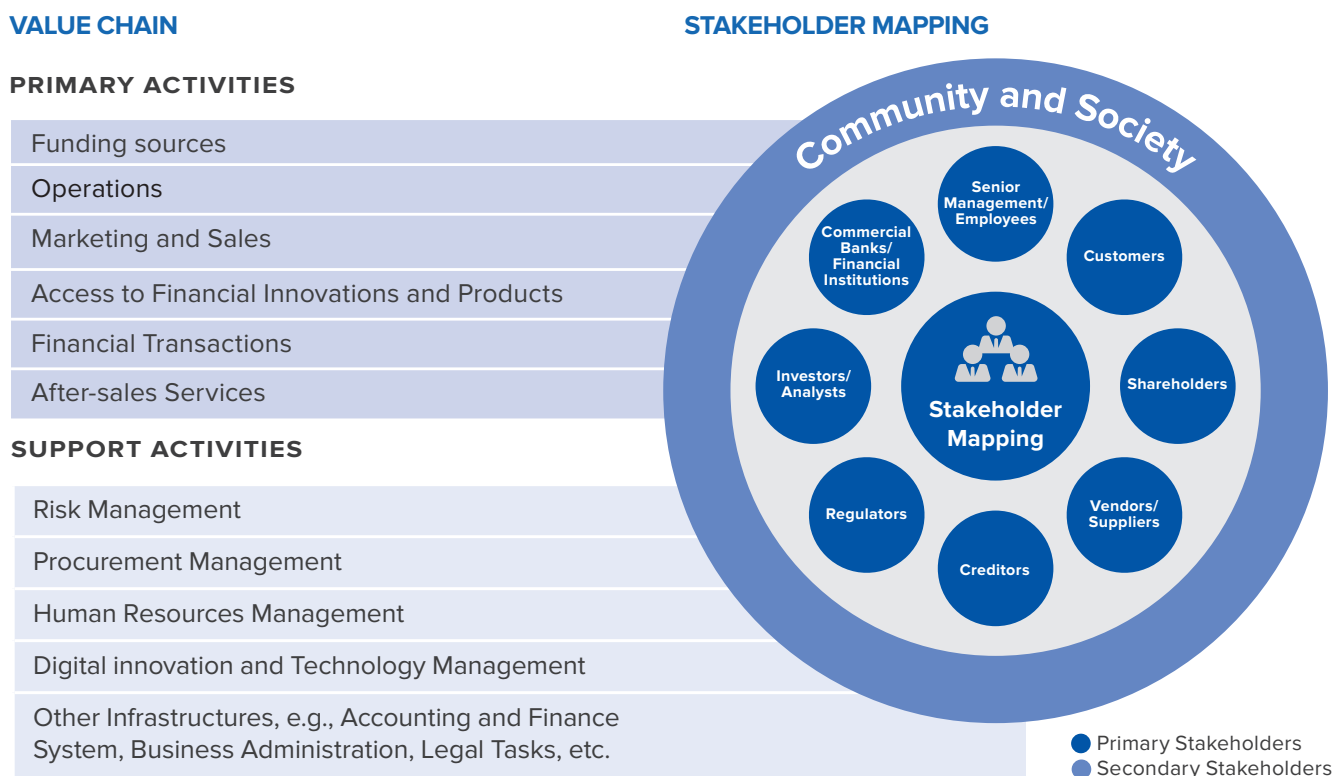 VALUE CHAIN
PRIMARY ACTIVITIES
Funding sources
Operations
Marketing and Sales
Access to Financial Innovations and Products
Financial Transactions
After-sales Services
SUPPORT ACTIVITIES
Risk Management
Procurement Management
Human Resources Management
Digital innovation and Technology Management
Other Infrastructures, e.g., Accounting and Finance
System, Business Administration, Legal Tasks, etc.
STAKEHOLDER MAPPING
Community and Society
Senior
Management/
Employees
Customers
Shareholders
Vendors/
Suppliers
Creditors
Regulators
Investors/
Analysts
Commercial
Banks/
Financial
Institutions
Stakeholder
Mapping
Primary Stakeholders
Secondary Stakeholders